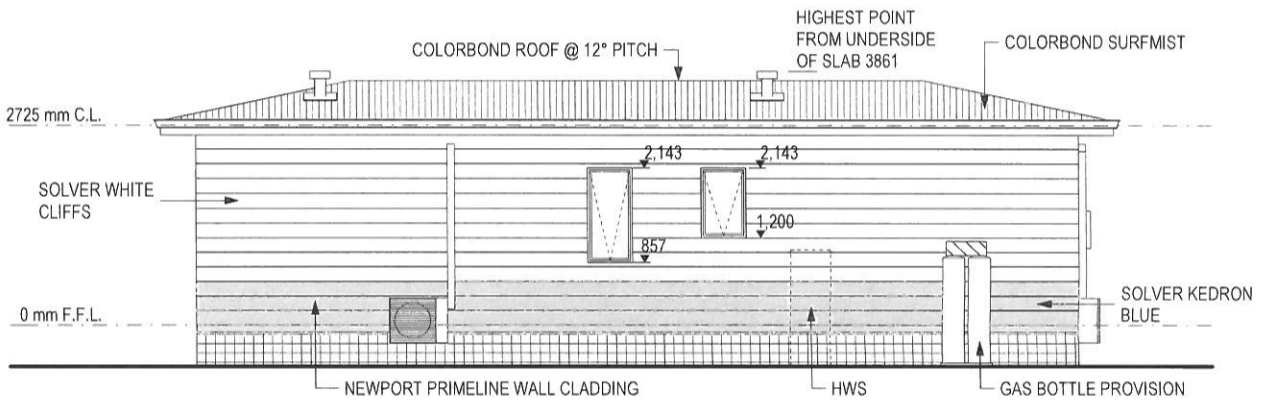 HIGHEST POINT
FROM UNDERSIDE
OF SLAB 3861
COLORBOND ROOF @ 12° PITCH
COLORBOND SURFMIST
2725 mm C.L.
2,143
2,143
SOLVER WHITE
CLIFFS
1,200
857
SOLVER KEDRON
BLUE
0 mm F.F.L.
NEWPORT PRIMELINE WALL CLADDING
HWS
GAS BOTTLE PROVISION